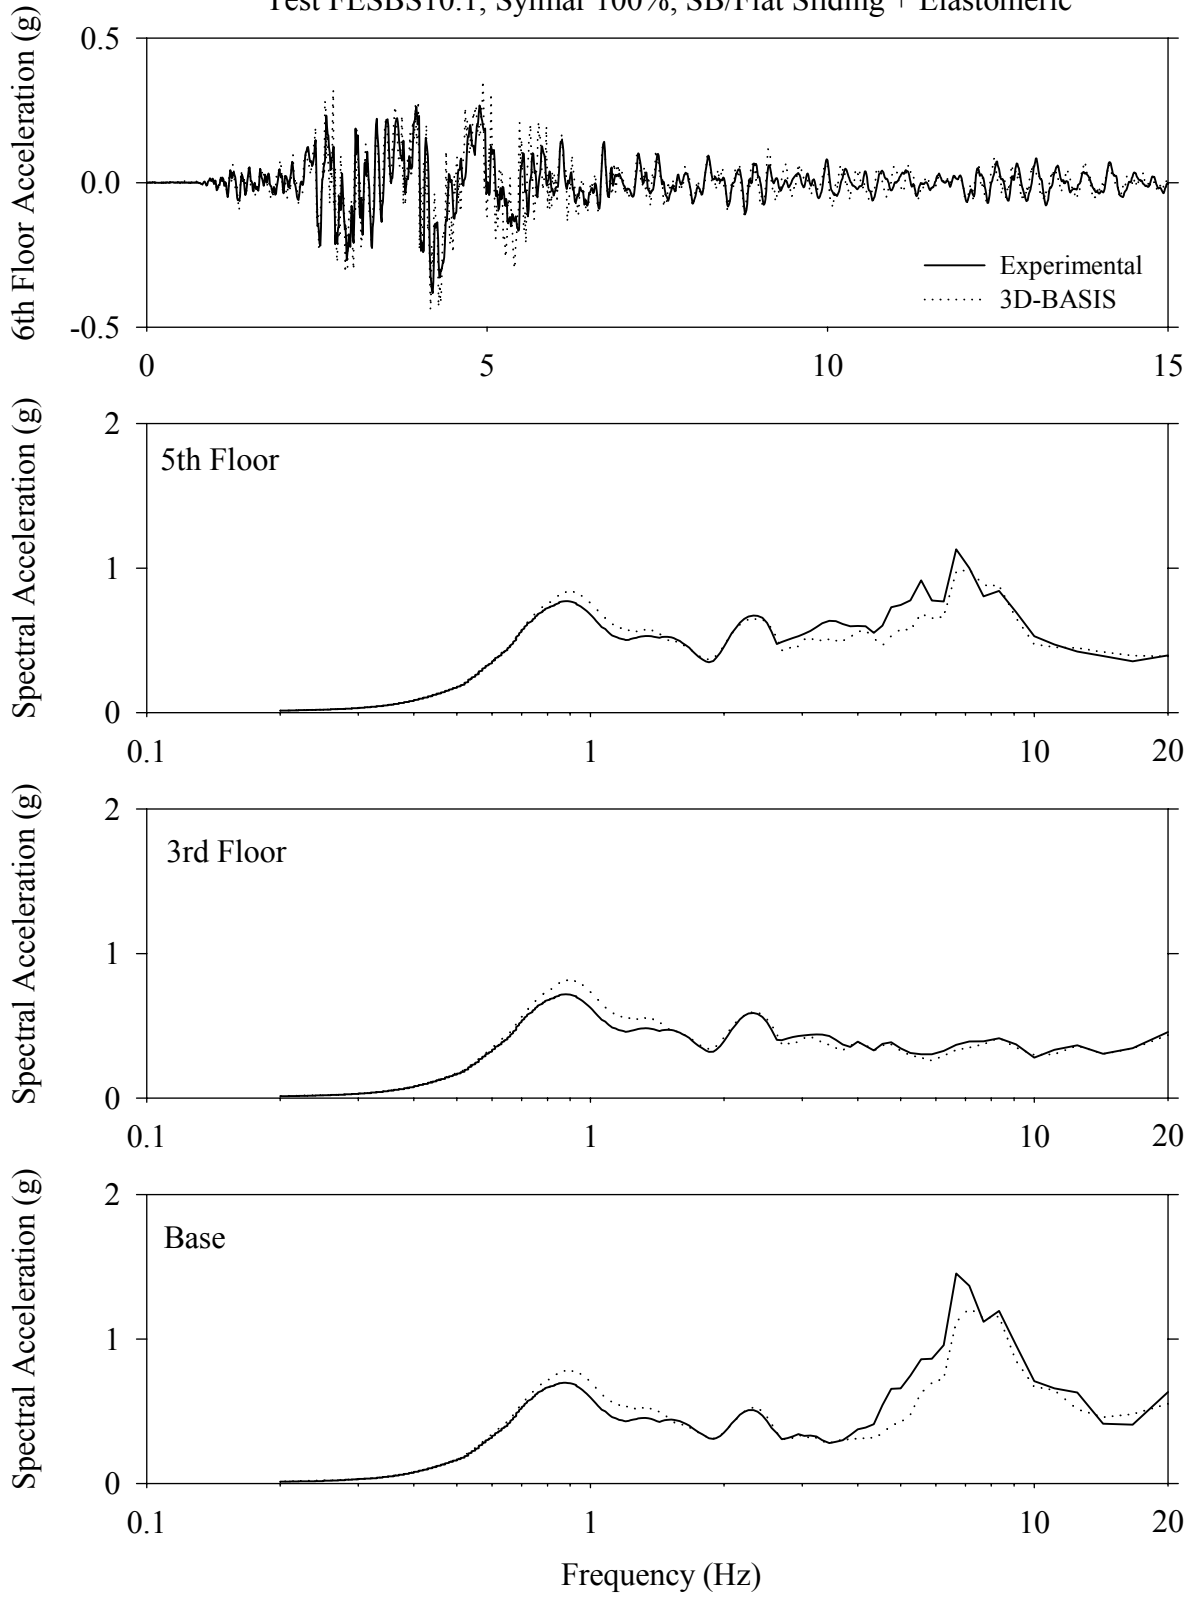 Test FESBS10.1, Sylmar 100%, SB/Flat Sliding + Elastomeric
6th Floor Acceleration (g)
0.5
0.0
-0.5
Experimental
3D-BASIS
0
5
10
15
Spectral Acceleration (g)
2
1
0
5th Floor
0.1
1
10
20
Spectral Acceleration (g)
2
1
0
3rd Floor
0.1
1
10
20
Spectral Acceleration (g)
2
1
0
Base
0.1
1
10
20
Frequency (Hz)